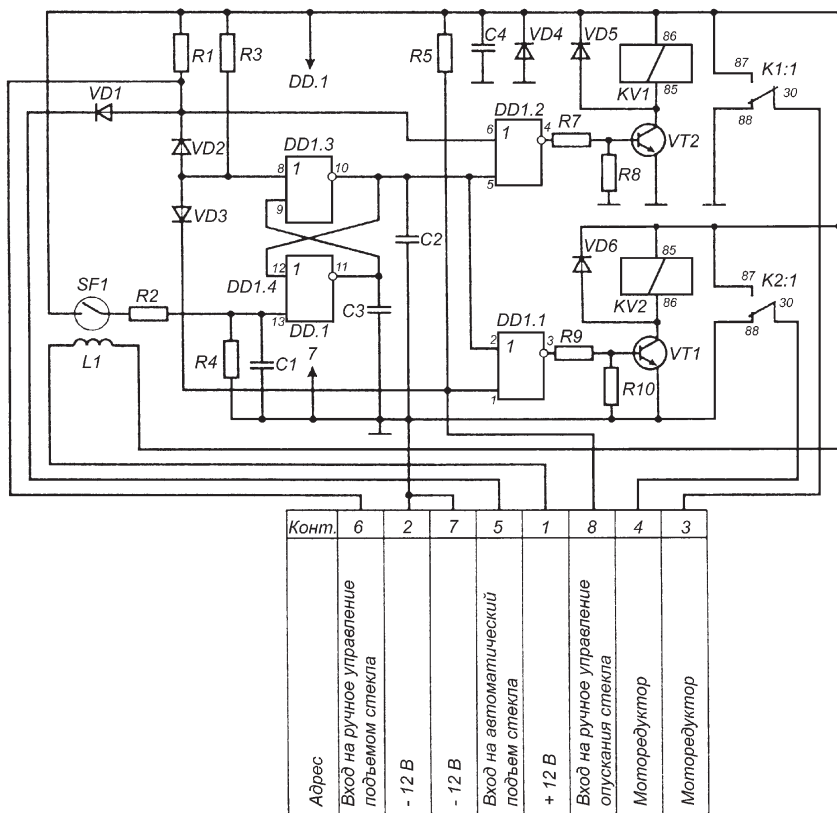 R1
R3
DD.1
R5
C4
VD4
VD5
86
KV1
85
87
K1:1
30
88
VD1
VD2
VD3
DD1.3
8
1
10
9
DD1.2
6
1
4
5
R7
R8
VT2
12
1
11
DD1.4
DD.1
13
C2
C3
SF1
R2
L1
R4
C1
7
VD6
85
KV2
86
87
K2:1
30
88
DD1.1
2
1
3
1
R9
R10
VT1
Конт. 6 2 7 5 1 8 4 3
Адрес
Вход на ручное управление
подъемом стекла
- 12 В
- 12 В
Вход на автоматический
подъем стекла
+ 12 В
Вход на ручное управление
опускания стекла
Моторедуктор
Моторедуктор